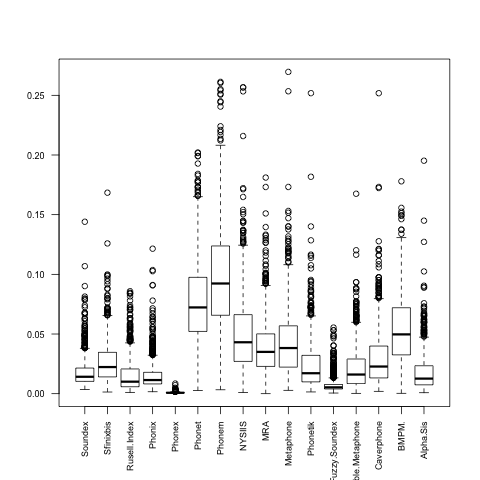 0.25
0.20
0.15
0.10
0.05
0.00
Soundex
Sfinxbis
Rusell.Index
Phonix
Phonex
Phonet
Phonem
NYSIIS
MRA
Metaphone
Phonetik
Fuzzy.Soundex
ble.Metaphone
Caverphone
BMPM.
Alpha.Sis